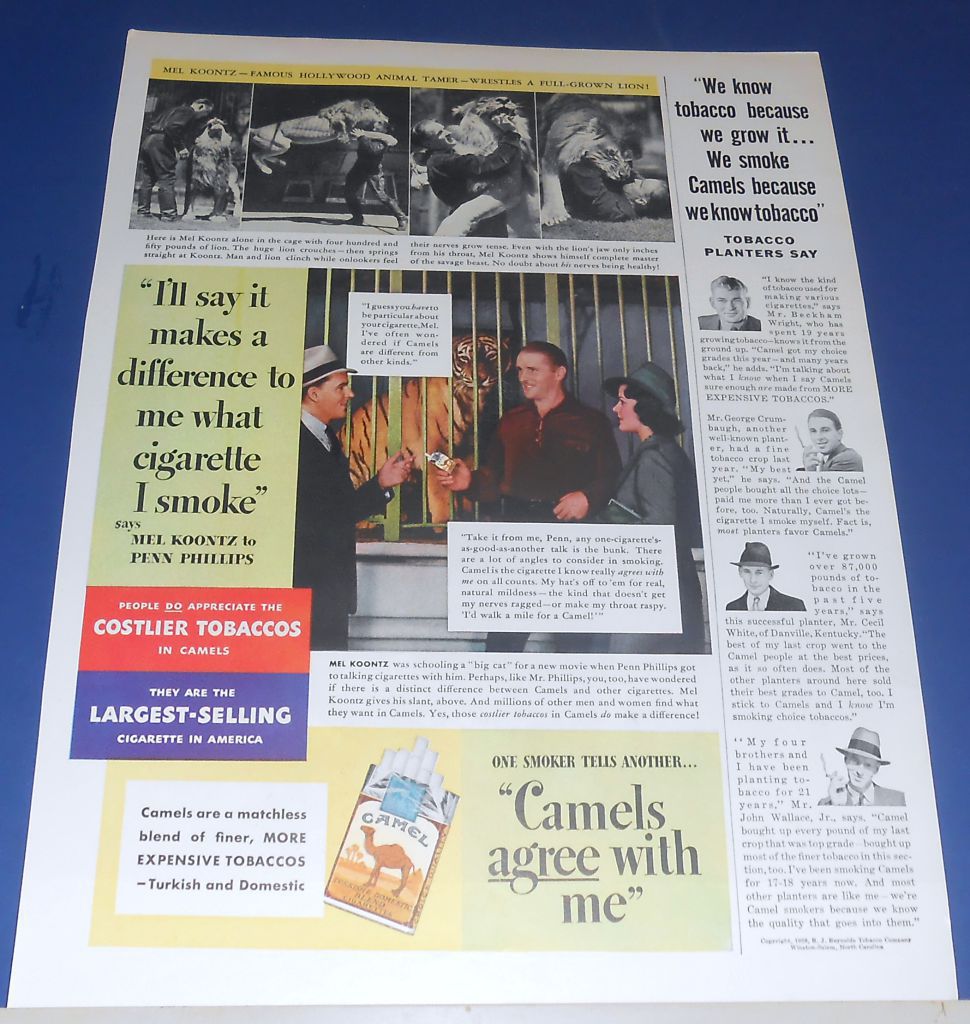 MEL KOONTZ—FAMOUS HOLLYWOOD ANIMAL TAMER—WRESTLES A FULL-GROWN LION!
Here is Mel Koontz alone in the cage with four hundred and
fifty pounds of lion. The huge lion crouches—then springs
straight at Koontz. Man and lion clinch while onlookers feel
their nerves grow tense. Even with the lion's jaw only inches
from his throat, Mel Koontz shows himself complete master
of the savage beast. No doubt about his nerves being healthy!
"I'll say it
makes a
difference to
me what
cigarette
I smoke"
says
MEL KOONTZ to
PENN PHILLIPS
"I guess you have to
be particular about
your cigarette, Mel.
I've often won-
dered if Camels
are different from
other kinds."
"Take it from me, Penn, any one-cigarette's-
as-good-as-another talk is the bunk. There
are a lot of angles to consider in smoking.
Camel is the cigarette I know really agrees with
me on all counts. My hat's off to 'em for real,
natural mildness—the kind that doesn't get
my nerves ragged—or make my throat raspy.
'I'd walk a mile for a Camel!'"
PEOPLE DO APPRECIATE THE
COSTLIER TOBACCOS
IN CAMELS
THEY ARE THE
LARGEST-SELLING
CIGARETTE IN AMERICA
MEL KOONTZ was schooling a "big cat" for a new movie when Penn Phillips got
to talking cigarettes with him. Perhaps, like Mr. Phillips, you, too, have wondered
if there is a distinct difference between Camels and other cigarettes. Mel
Koontz gives his slant, above. And millions of other men and women find what
they want in Camels. Yes, those costlier tobaccos in Camels do make a difference!
Camels are a matchless
blend of finer, MORE
EXPENSIVE TOBACCOS
—Turkish and Domestic
CAMEL
TURKISH & DOMESTIC
BLEND
CIGARETTES
ONE SMOKER TELLS ANOTHER...
"Camels
agree with
me"
"We know
tobacco because
we grow it...
We smoke
Camels because
we know tobacco"
TOBACCO
PLANTERS SAY
"I know the kind
of tobacco used for
making various
cigarettes," says
Mr. Beckham
Wright, who has
spent 19 years
growing tobacco—knows it from the
ground up. "Camel got my choice
grades this year—and many years
back," he adds. "I'm talking about
what I know when I say Camels
sure enough are made from MORE
EXPENSIVE TOBACCOS."
Mr. George Crum-
baugh, another
well-known plant-
er, had a fine
tobacco crop last
year. "My best
yet," he says. "And the Camel
people bought all the choice lots—
paid me more than I ever got be-
fore, too. Naturally, Camel's the
cigarette I smoke myself. Fact is,
most planters favor Camels."
"I've grown
over 87,000
pounds of to-
bacco in the
past five
years," says
this successful planter, Mr. Cecil
White, of Danville, Kentucky. "The
best of my last crop went to the
Camel people at the best prices,
as it so often does. Most of the
other planters around here sold
their best grades to Camel, too. I
stick to Camels and I know I'm
smoking choice tobaccos."
"My four
brothers and
I have been
planting to-
bacco for 21
years," Mr.
John Wallace, Jr., says. "Camel
bought up every pound of my last
crop that was top grade—bought up
most of the finer tobacco in this sec-
tion, too. I've been smoking Camels
for 17-18 years now. And most
other planters are like me—we're
Camel smokers because we know
the quality that goes into them."
Copyright, 1938, R. J. Reynolds Tobacco Company
Winston-Salem, North Carolina